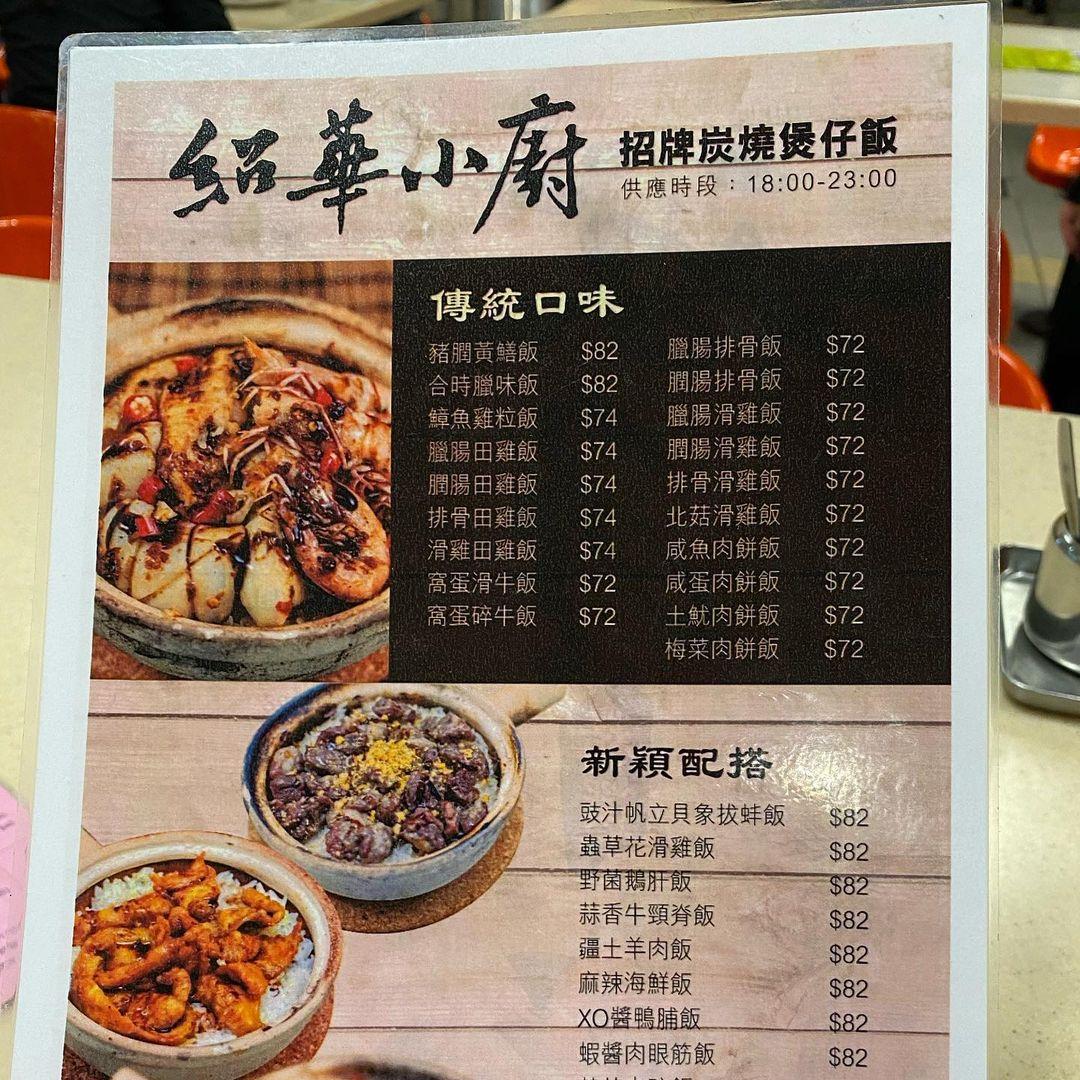 紹華小廚
招牌炭燒煲仔飯
供應時段：18:00-23:00
傳統口味
豬膶黃鱔飯 $82
合時臘味飯 $82
鱆魚雞粒飯 $74
臘腸田雞飯 $74
膶腸田雞飯 $74
排骨田雞飯 $74
滑雞田雞飯 $74
窩蛋滑牛飯 $72
窩蛋碎牛飯 $72
臘腸排骨飯 $72
膶腸排骨飯 $72
臘腸滑雞飯 $72
膶腸滑雞飯 $72
排骨滑雞飯 $72
北菇滑雞飯 $72
咸魚肉餅飯 $72
咸蛋肉餅飯 $72
土魷肉餅飯 $72
梅菜肉餅飯 $72
新穎配搭
豉汁帆立貝象拔蚌飯 $82
蟲草花滑雞飯 $82
野菌鵝肝飯 $82
蒜香牛頸脊飯 $82
疆土羊肉飯 $82
麻辣海鮮飯 $82
XO醬鴨脯飯 $82
蝦醬肉眼筋飯 $82